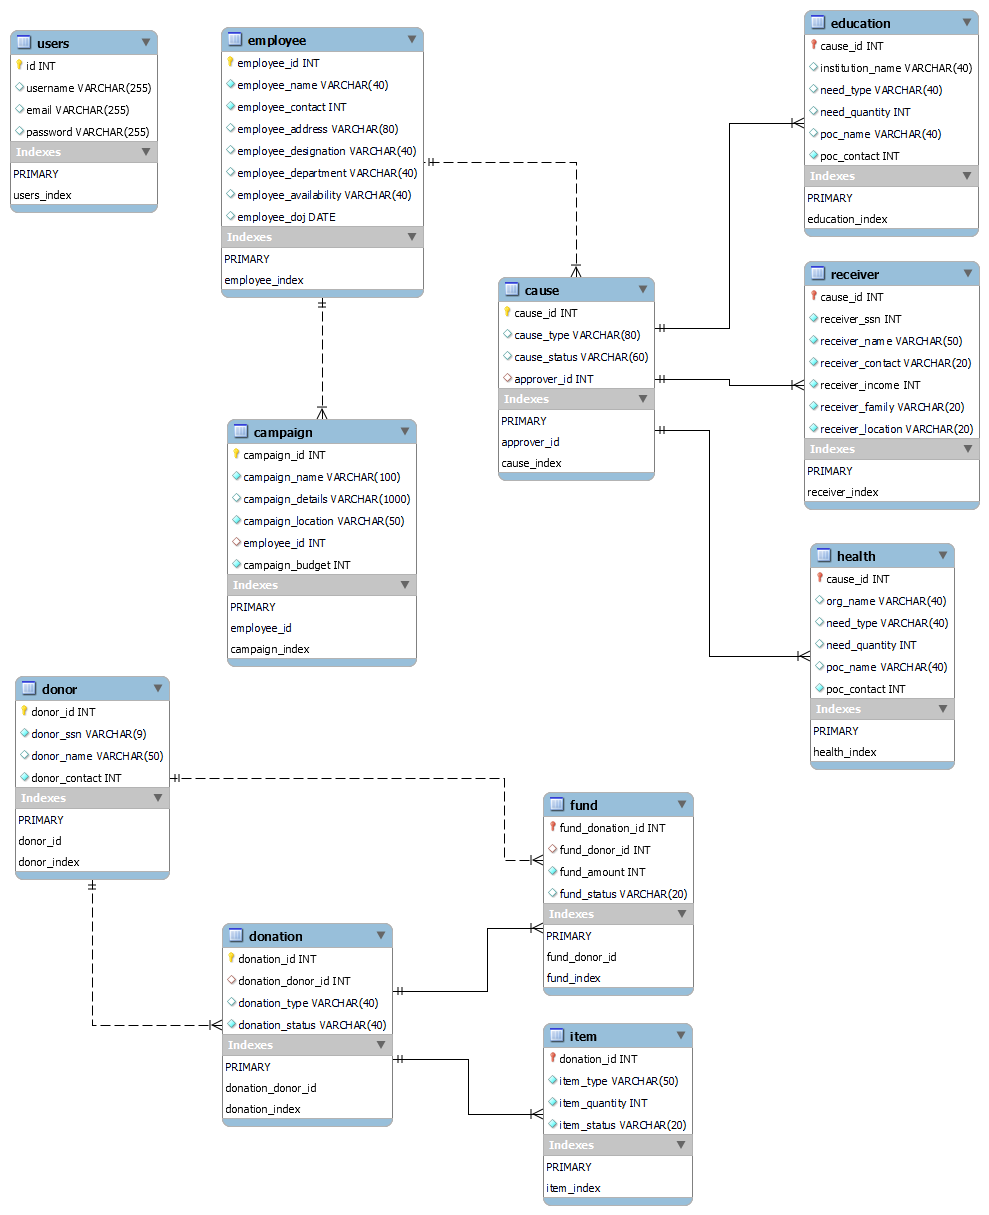 users
id INT
username VARCHAR(255)
email VARCHAR(255)
password VARCHAR(255)
Indexes
PRIMARY
users_index
employee
employee_id INT
employee_name VARCHAR(40)
employee_contact INT
employee_address VARCHAR(80)
employee_designation VARCHAR(40)
employee_department VARCHAR(40)
employee_availability VARCHAR(40)
employee_doj DATE
Indexes
PRIMARY
employee_index
education
cause_id INT
institution_name VARCHAR(40)
need_type VARCHAR(40)
need_quantity INT
poc_name VARCHAR(40)
poc_contact INT
Indexes
PRIMARY
education_index
cause
cause_id INT
cause_type VARCHAR(80)
cause_status VARCHAR(60)
approver_id INT
Indexes
PRIMARY
approver_id
cause_index
receiver
cause_id INT
receiver_ssn INT
receiver_name VARCHAR(50)
receiver_contact VARCHAR(20)
receiver_income INT
receiver_family VARCHAR(20)
receiver_location VARCHAR(20)
Indexes
PRIMARY
receiver_index
campaign
campaign_id INT
campaign_name VARCHAR(100)
campaign_details VARCHAR(1000)
campaign_location VARCHAR(50)
employee_id INT
campaign_budget INT
Indexes
PRIMARY
employee_id
campaign_index
health
cause_id INT
org_name VARCHAR(40)
need_type VARCHAR(40)
need_quantity INT
poc_name VARCHAR(40)
poc_contact INT
Indexes
PRIMARY
health_index
donor
donor_id INT
donor_ssn VARCHAR(9)
donor_name VARCHAR(50)
donor_contact INT
Indexes
PRIMARY
donor_id
donor_index
fund
fund_donation_id INT
fund_donor_id INT
fund_amount INT
fund_status VARCHAR(20)
Indexes
PRIMARY
fund_donor_id
fund_index
donation
donation_id INT
donation_donor_id INT
donation_type VARCHAR(40)
donation_status VARCHAR(40)
Indexes
PRIMARY
donation_donor_id
donation_index
item
donation_id INT
item_type VARCHAR(50)
item_quantity INT
item_status VARCHAR(20)
Indexes
PRIMARY
item_index